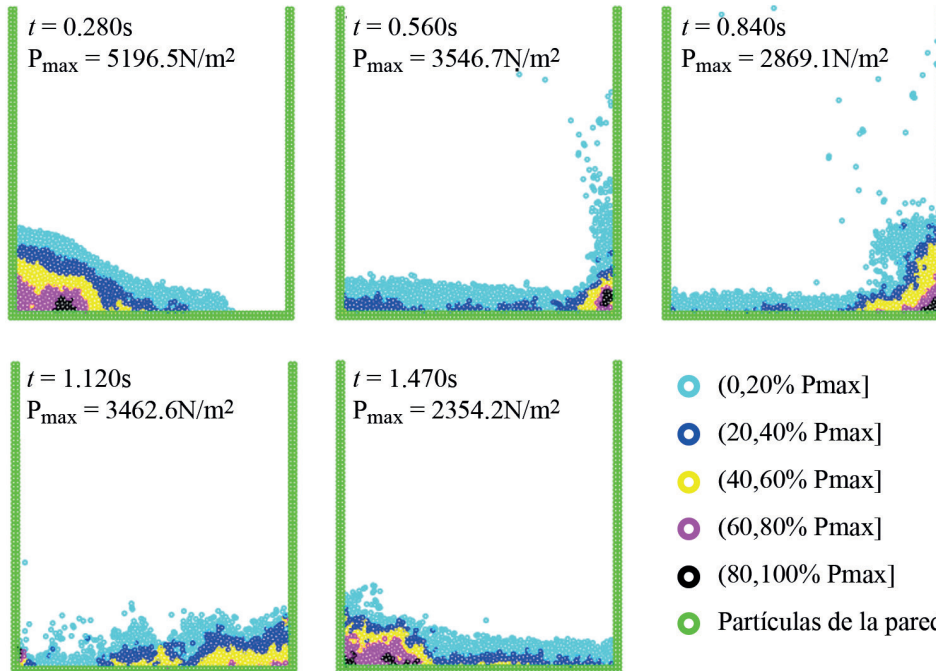 t = 0.280s
Pmax = 5196.5N/m²
t = 0.560s
Pmax = 3546.7N/m²
t = 0.840s
Pmax = 2869.1N/m²
t = 1.120s
Pmax = 3462.6N/m²
t = 1.470s
Pmax = 2354.2N/m²
(0,20% Pmax]
(20,40% Pmax]
(40,60% Pmax]
(60,80% Pmax]
(80,100% Pmax]
Partículas de la pared